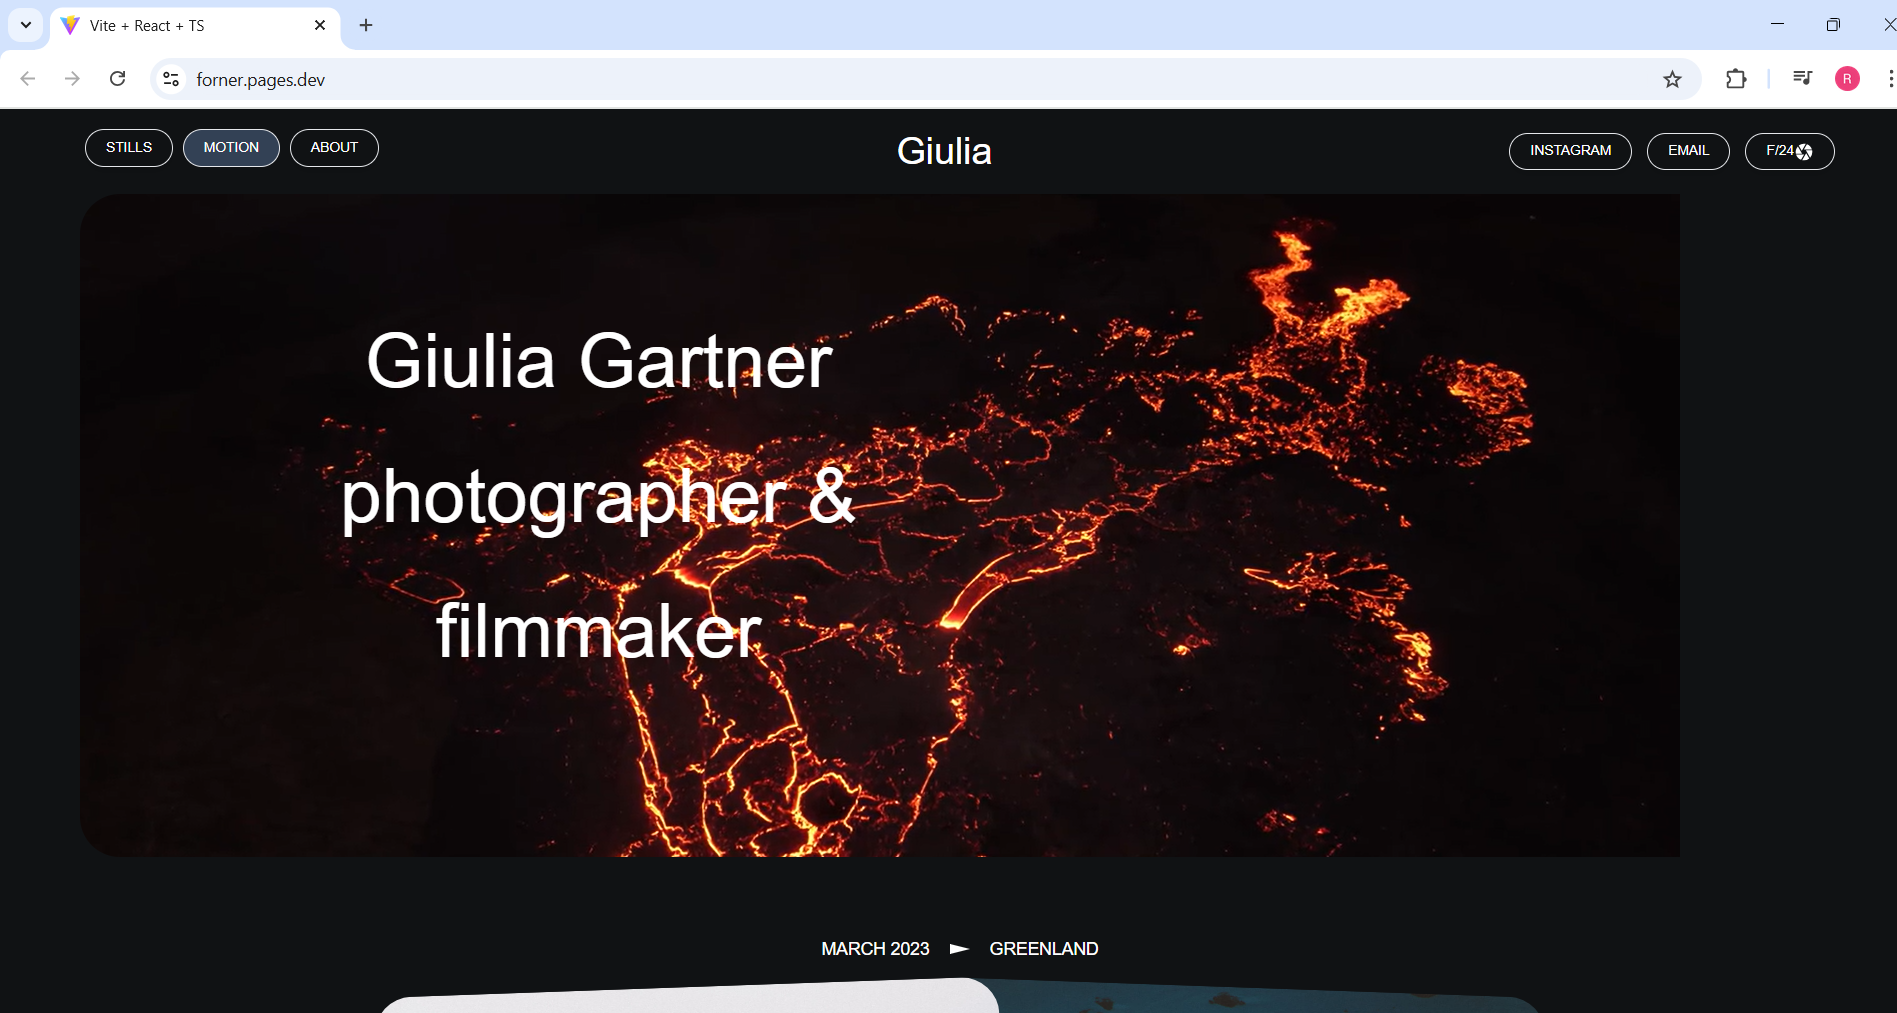 Vite + React + TS
forner.pages.dev
R
STILLS MOTION ABOUT
Giulia
INSTAGRAM EMAIL F/24
Giulia Gartner
photographer &
filmmaker
MARCH 2023 GREENLAND